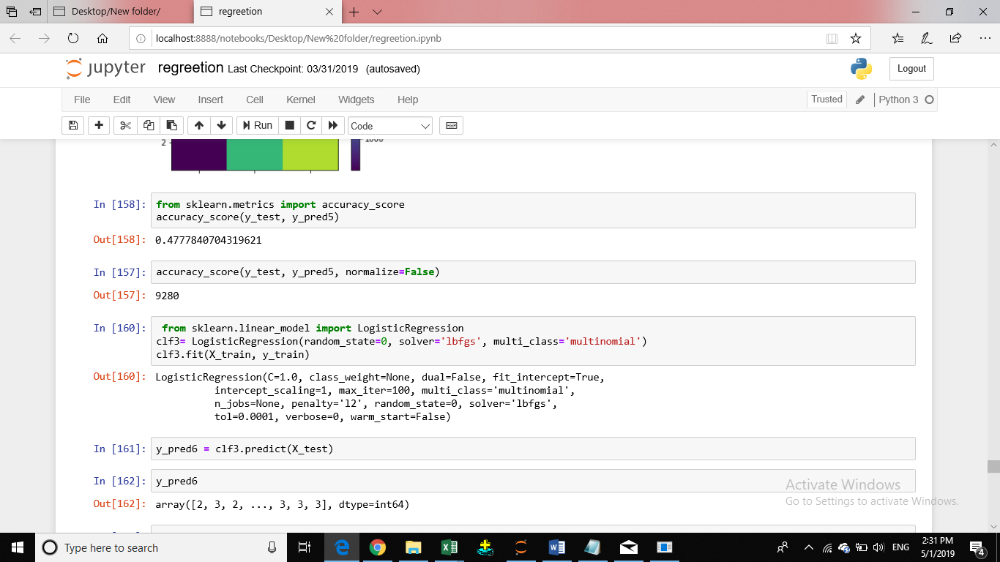 Desktop/New folder/
regreetion
localhost:8888/notebooks/Desktop/New%20folder/regreetion.ipynb
jupyter regreetion Last Checkpoint: 03/31/2019 (autosaved)
Logout
File Edit View Insert Cell Kernel Widgets Help
Trusted Python 3
Run Code
2
1000
In [158]: from sklearn.metrics import accuracy_score
accuracy_score(y_test, y_pred5)
Out[158]: 0.4777840704319621
In [157]: accuracy_score(y_test, y_pred5, normalize=False)
Out[157]: 9280
In [160]: from sklearn.linear_model import LogisticRegression
clf3= LogisticRegression(random_state=0, solver='lbfgs', multi_class='multinomial')
clf3.fit(X_train, y_train)
Out[160]: LogisticRegression(C=1.0, class_weight=None, dual=False, fit_intercept=True,
intercept_scaling=1, max_iter=100, multi_class='multinomial',
n_jobs=None, penalty='l2', random_state=0, solver='lbfgs',
tol=0.0001, verbose=0, warm_start=False)
In [161]: y_pred6 = clf3.predict(X_test)
In [162]: y_pred6
Out[162]: array([2, 3, 2, ..., 3, 3, 3], dtype=int64)
Activate Windows
Go to Settings to activate Windows.
Type here to search
ENG
2:31 PM
5/1/2019
4